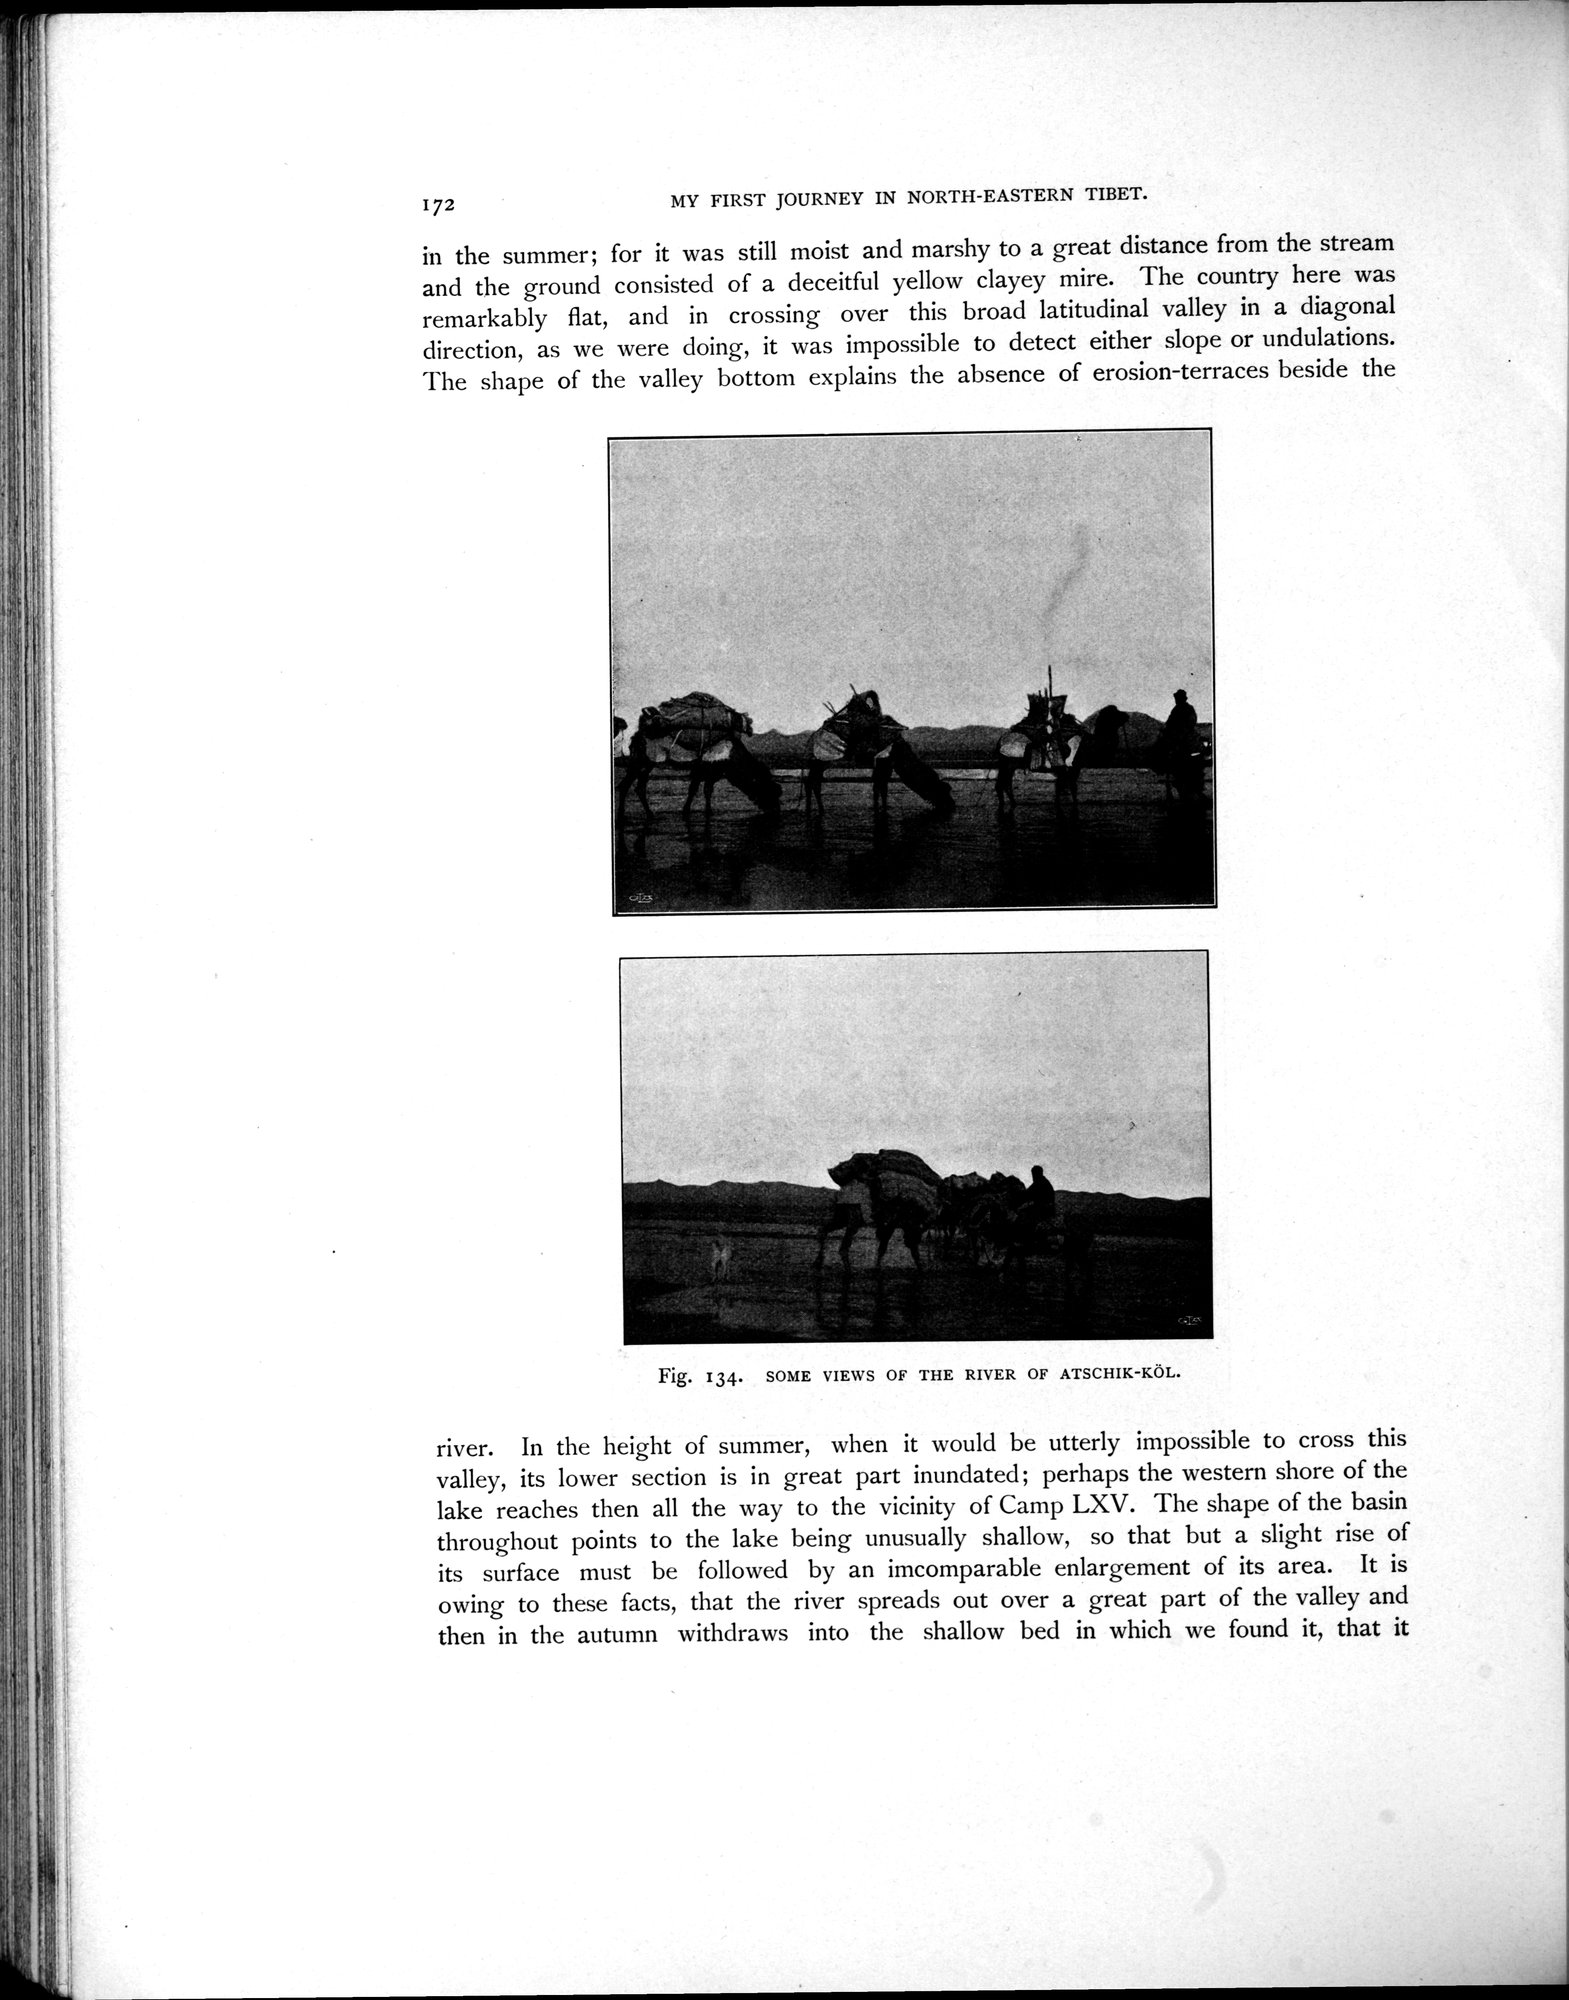 172
MY FIRST JOURNEY IN NORTH-EASTERN TIBET.
in the summer; for it was still moist and marshy to a great distance from the stream
and the ground consisted of a deceitful yellow clayey mire. The country here was
remarkably flat, and in crossing over this broad latitudinal valley in a diagonal
direction, as we were doing, it was impossible to detect either slope or undulations.
The shape of the valley bottom explains the absence of erosion-terraces beside the
Fig. 134. SOME VIEWS OF THE RIVER OF ATSCHIK-KÖL.
river. In the height of summer, when it would be utterly impossible to cross this
valley, its lower section is in great part inundated; perhaps the western shore of the
lake reaches then all the way to the vicinity of Camp LXV. The shape of the basin
throughout points to the lake being unusually shallow, so that but a slight rise of
its surface must be followed by an imcomparable enlargement of its area. It is
owing to these facts, that the river spreads out over a great part of the valley and
then in the autumn withdraws into the shallow bed in which we found it, that it